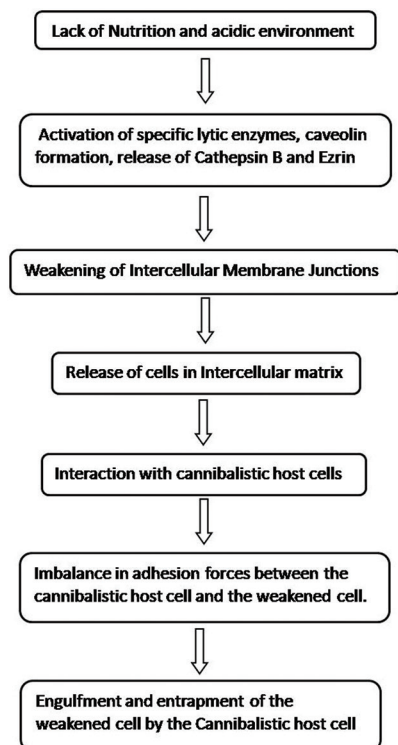 Lack of Nutrition and acidic environment
Activation of specific lytic enzymes, caveolin
formation, release of Cathepsin B and Ezrin
Weakening of Intercellular Membrane Junctions
Release of cells in Intercellular matrix
Interaction with cannibalistic host cells
Imbalance in adhesion forces between the
cannibalistic host cell and the weakened cell.
Engulfment and entrapment of the
weakened cell by the Cannibalistic host cell